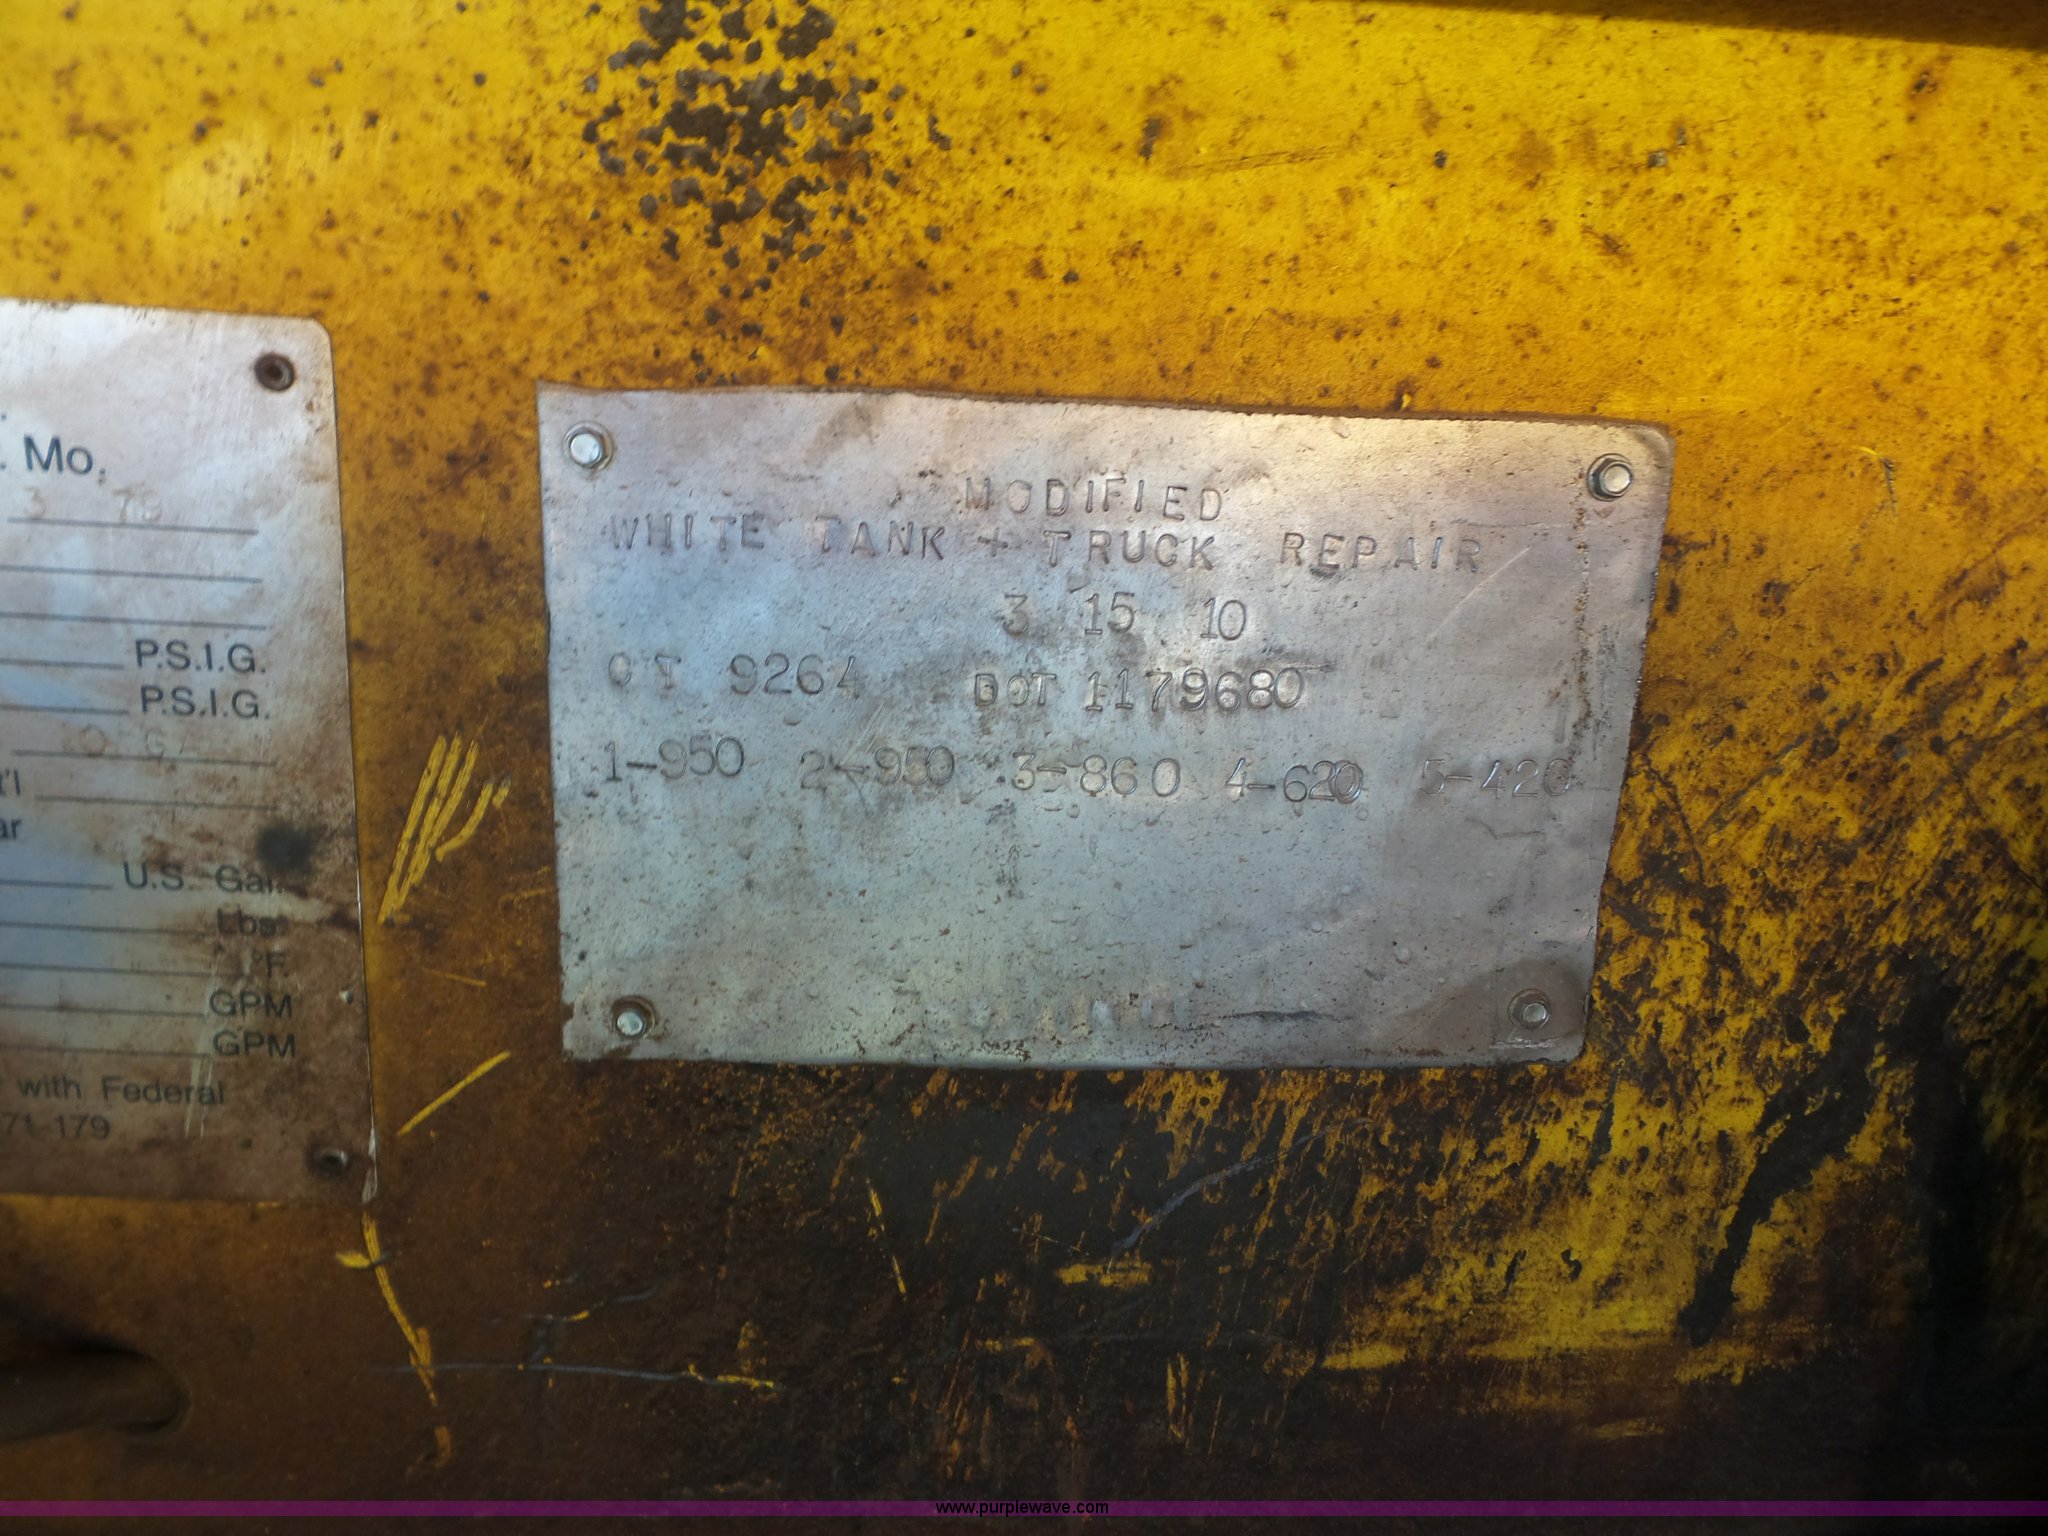 Mo.
3 79
P.S.I.G.
P.S.I.G.
U.S. Gal.
Lbs.
°F
GPM
GPM
with Federal
179
MODIFIED
WHITE TANK + TRUCK REPAIR
3 15 10
CT 9264 DOT 1179680
1-950 2-950 3-860 4-620 5-420
www.purplewave.com